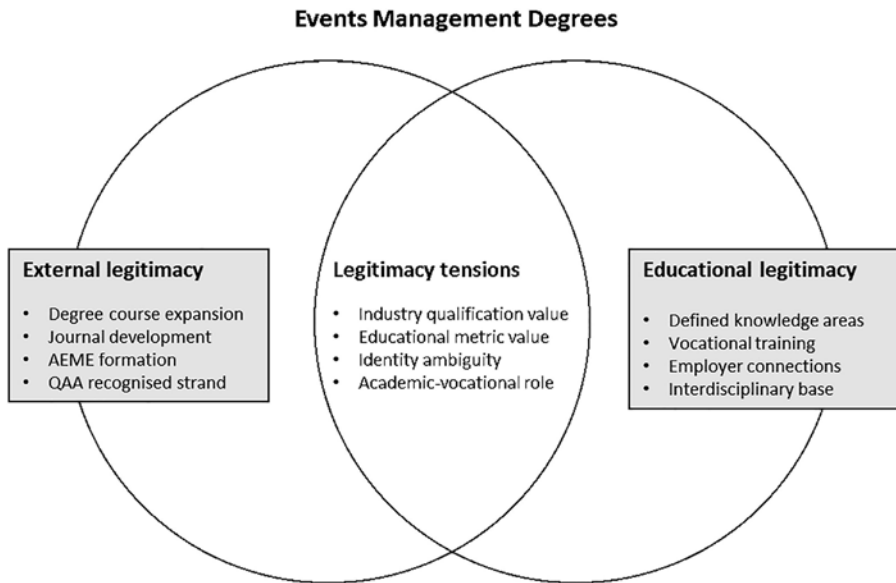 Events Management Degrees
External legitimacy
• Degree course expansion
• Journal development
• AEME formation
• QAA recognised strand
Legitimacy tensions
• Industry qualification value
• Educational metric value
• Identity ambiguity
• Academic-vocational role
Educational legitimacy
• Defined knowledge areas
• Vocational training
• Employer connections
• Interdisciplinary base